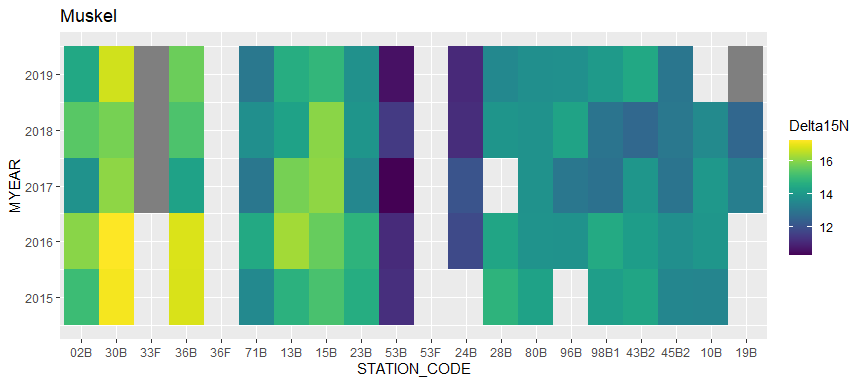 Muskel
MYEAR
2019
2018
2017
2016
2015
02B 30B 33F 36B 36F 71B 13B 15B 23B 53B 53F 24B 28B 80B 96B 98B1 43B2 45B2 10B 19B
STATION_CODE
Delta15N
16
14
12